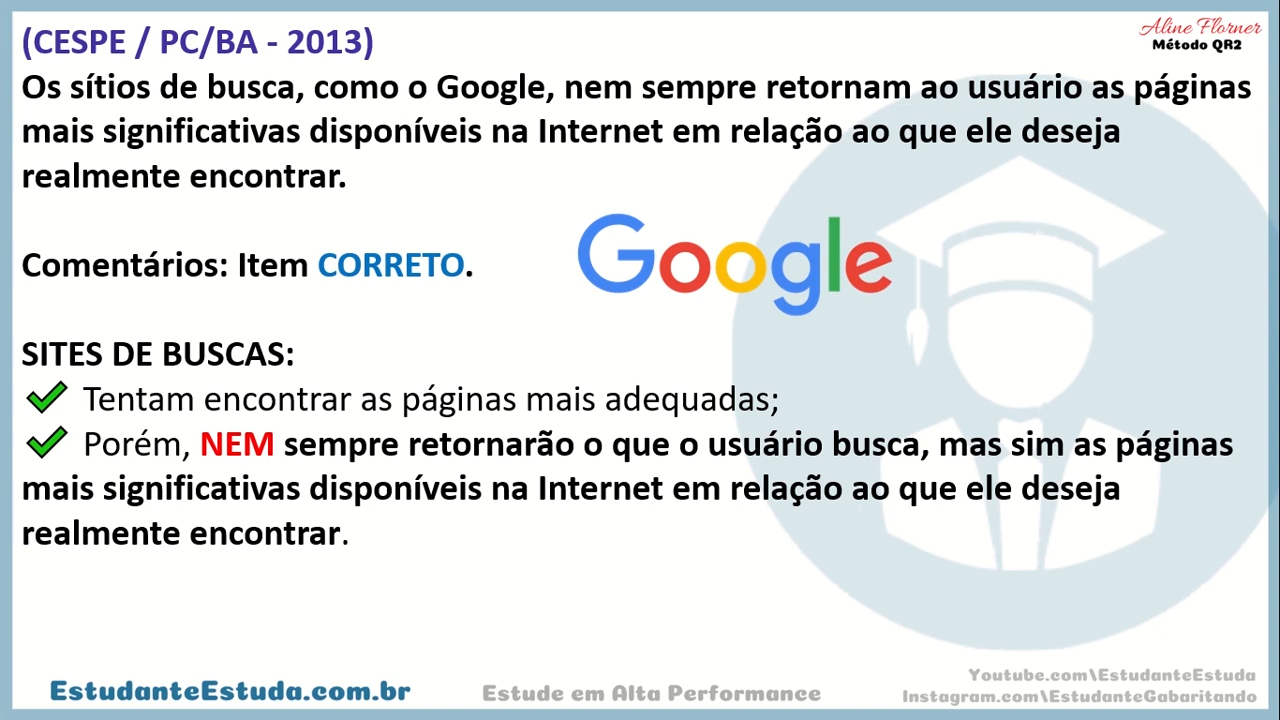 (CESPE / PC/BA - 2013)
Aline Florner
Método QR2
Os sítios de busca, como o Google, nem sempre retornam ao usuário as páginas
mais significativas disponíveis na Internet em relação ao que ele deseja
realmente encontrar.
Comentários: Item CORRETO.
Google
SITES DE BUSCAS:
Tentam encontrar as páginas mais adequadas;
Porém, NEM sempre retornarão o que o usuário busca, mas sim as páginas
mais significativas disponíveis na Internet em relação ao que ele deseja
realmente encontrar.
EstudanteEstuda.com.br
Estude em Alta Performance
Youtube.com\EstudanteEstuda
Instagram.com\EstudanteGabaritando